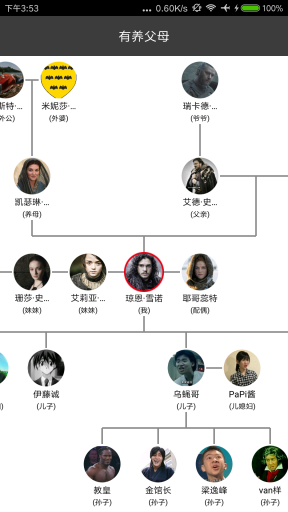 下午3:53
... 0.60K/s
100%
有养父母
斯特·...
米妮莎·...
瑞卡德·...
外公)
(外婆)
(爷爷)
凯瑟琳·...
艾德·史...
(养母)
(父亲)
珊莎·史...
艾莉亚·...
琼恩·雪诺
耶哥蕊特
(妹妹)
(妹妹)
(我)
(配偶)
伊藤诚
乌蝇哥
PaPi酱
(儿子)
(儿子)
(儿媳妇)
教皇
金馆长
梁逸峰
van样
(孙子)
(孙子)
(孙子)
(孙子)